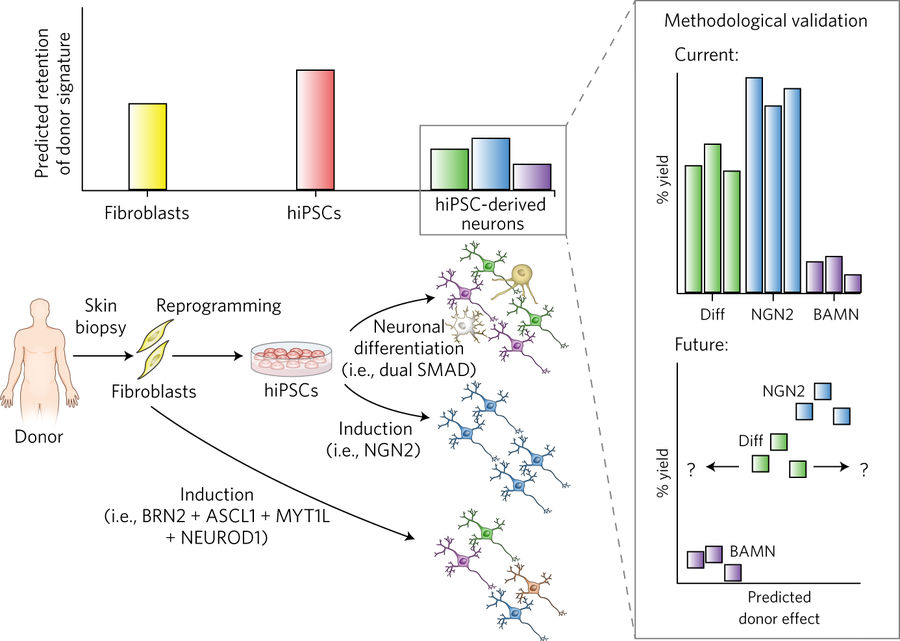 Predicted retention
of donor signature
Fibroblasts
hiPSCs
hiPSC-derived
neurons
Donor
Skin
biopsy
Reprogramming
Fibroblasts
hiPSCs
Neuronal
differentiation
(i.e., dual SMAD)
Induction
(i.e., NGN2)
Induction
(i.e., BRN2 + ASCL1 + MYT1L
+ NEUROD1)
Methodological validation
Current:
% yield
Diff
NGN2
BAMN
Future:
% yield
NGN2
Diff
?
?
BAMN
Predicted
donor effect